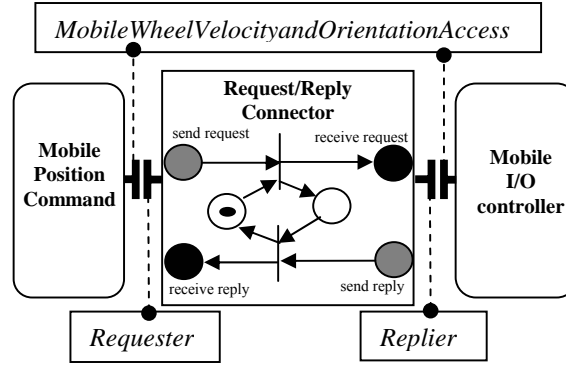 MobileWheelVelocityandOrientationAccess
Request/Reply
Connector
send request
receive request
Mobile
Position
Command
Mobile
I/O
controller
receive reply
send reply
Requester
Replier